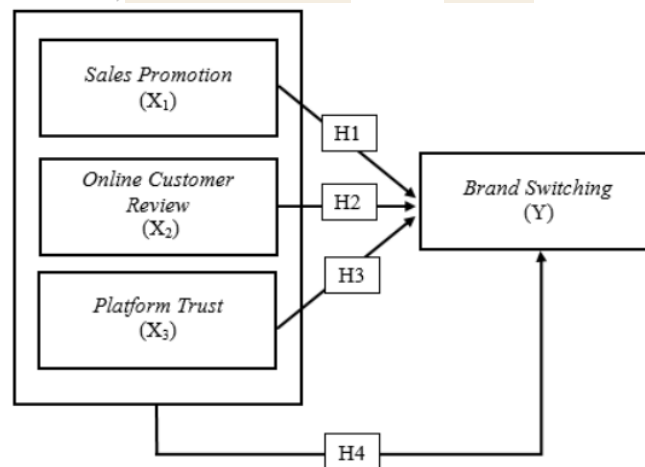 Sales Promotion
(X₁)
H1
Online Customer
Review
(X₂)
H2
Brand Switching
(Y)
H3
Platform Trust
(X₃)
H4